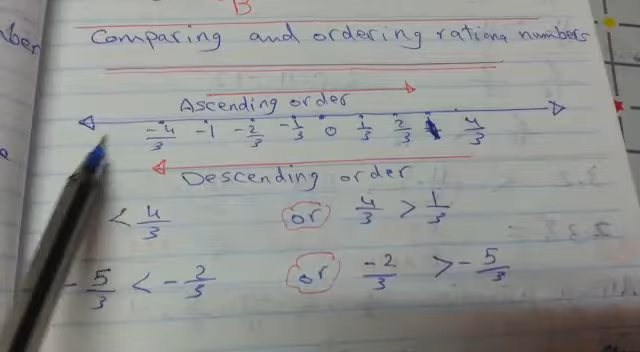 B
Comparing and ordering rationa numbers
Ascending order
-4/3 -1 -2/3 -1/3 0 1/3 2/3 1 4/3
Descending order
< 4/3 or 4/3 > 1/3
-5/3 < -2/3 or -2/3 > -5/3